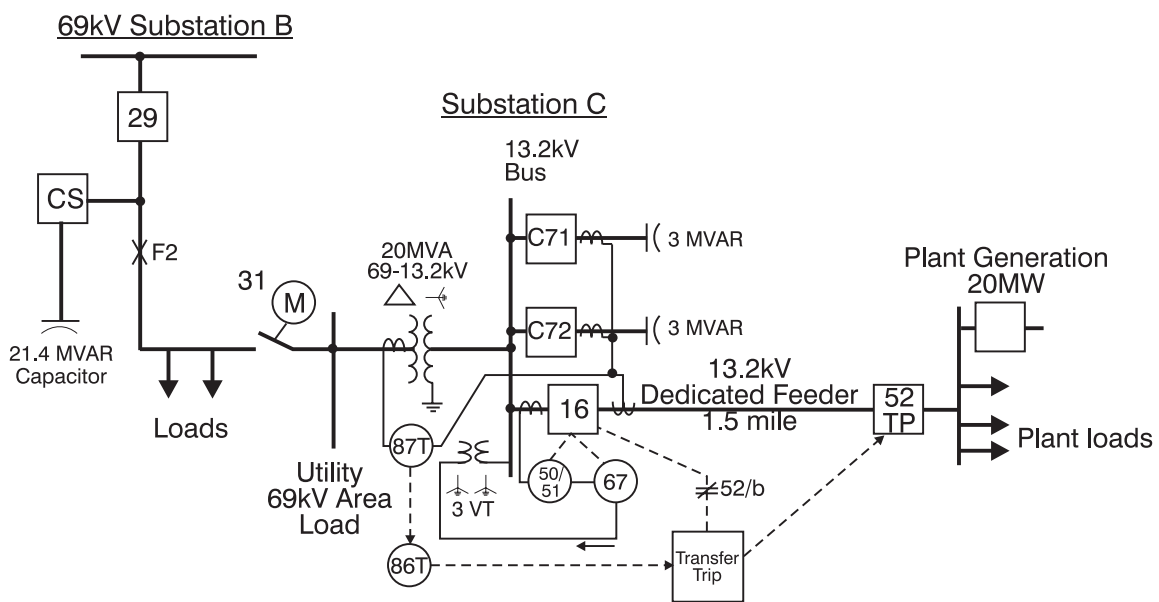 69kV Substation B
29
CS
F2
21.4 MVAR
Capacitor
Loads
31
M
Utility
69kV Area
Load
20MVA
69-13.2kV
87T
86T
Substation C
13.2kV
Bus
C71
3 MVAR
C72
3 MVAR
16
13.2kV
Dedicated Feeder
1.5 mile
3 VT
50/
51
67
52/b
Transfer
Trip
52
TP
Plant Generation
20MW
Plant loads